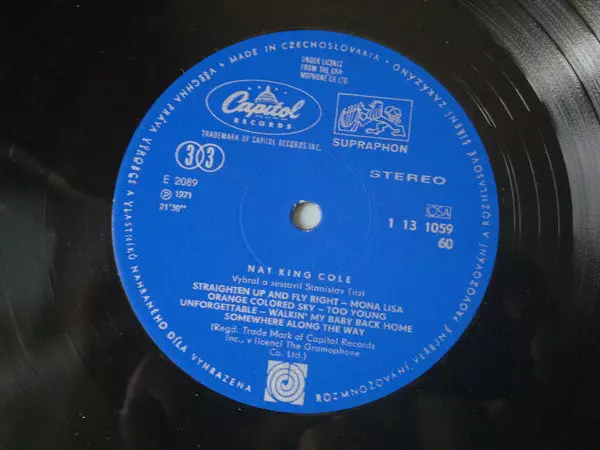 VŠECHNA PRÁVA VÝROBCE A VLASTNÍKŮ NAHRANÉHO DÍLA VYHRAZENA
MADE IN CZECHOSLOVAKIA
ROZMNOŽOVÁNÍ, VEŘEJNÉ PROVOZOVÁNÍ A ROZHLASOVÉ ŠÍŘENÍ ZAKÁZÁNO
UNDER LICENCE
FROM THE GRA-
MOPHONE CO. LTD.
Capitol
RECORDS
TRADEMARK OF CAPITOL RECORDS INC.
SUPRAPHON
33
STEREO
E 2089
Ⓟ 1971
21'30''
ČSA
1 13 1059
60
NAT KING COLE
Vybral a sestavil Stanislav Titzl
STRAIGHTEN UP AND FLY RIGHT – MONA LISA
ORANGE COLORED SKY – TOO YOUNG
UNFORGETTABLE – WALKIN' MY BABY BACK HOME
SOMEWHERE ALONG THE WAY
(Regd. Trade Mark of Capitol Records
Inc., v licenci The Gramophone
Co. Ltd.)